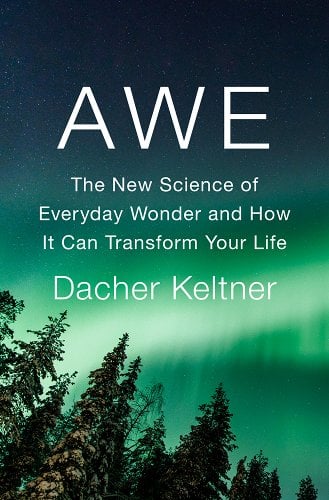 AWE
The New Science of
Everyday Wonder and How
It Can Transform Your Life
Dacher Keltner